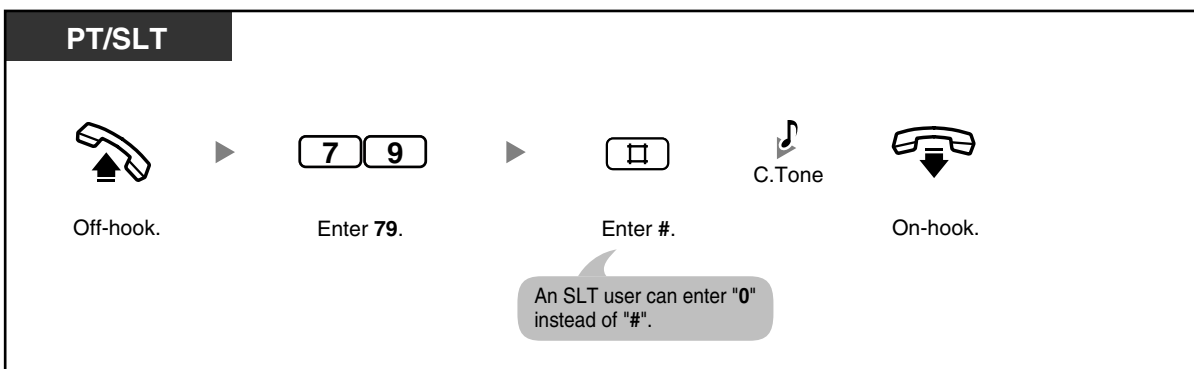 PT/SLT
7 9
#
C.Tone
Off-hook.
Enter 79.
Enter #.
On-hook.
An SLT user can enter "0"
instead of "#".